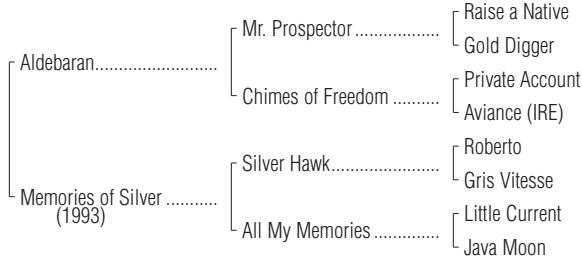 Raise a Native
Mr. Prospector ..................
Gold Digger
Aldebaran..........................
Private Account
Chimes of Freedom ..........
Aviance (IRE)
Roberto
Silver Hawk.......................
Gris Vitesse
Memories of Silver ...........
(1993)
Little Current
All My Memories ..............
Java Moon